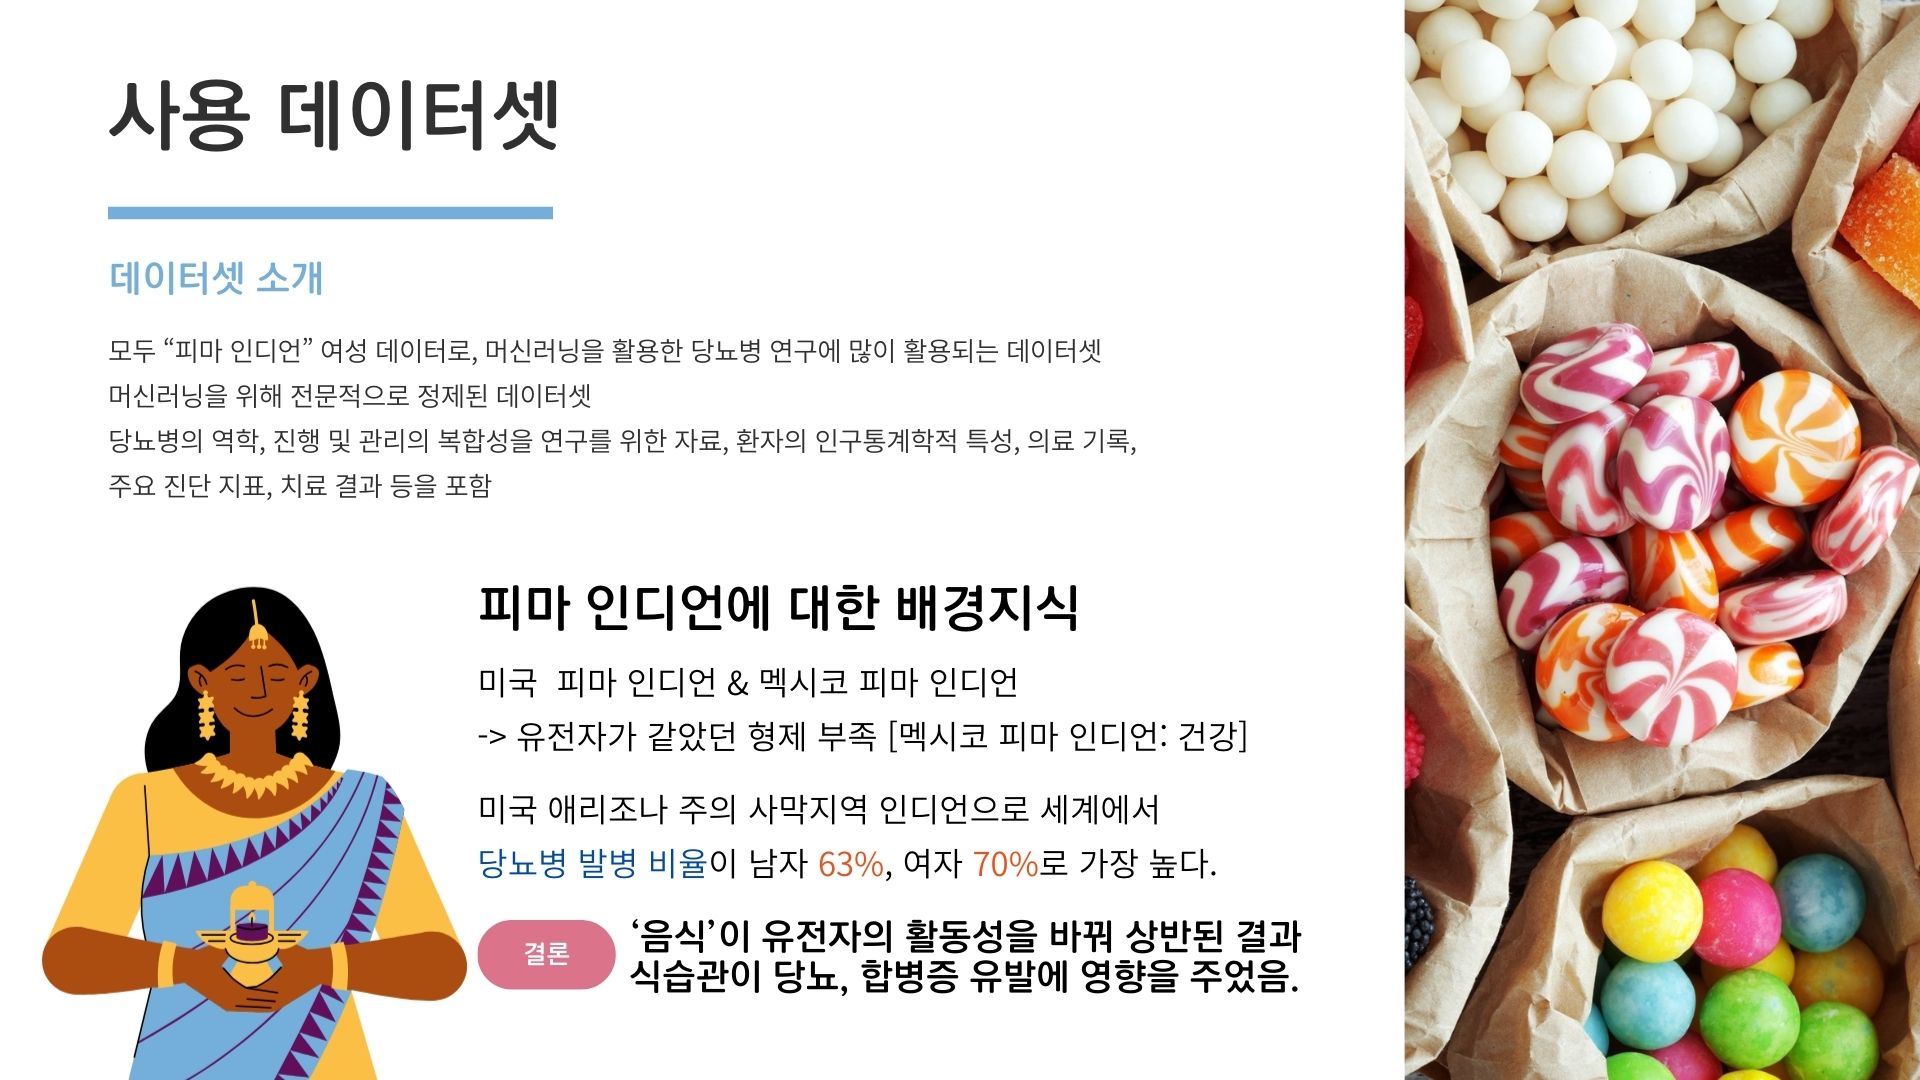 사용 데이터셋
데이터셋 소개
모두 “피마 인디언” 여성 데이터로, 머신러닝을 활용한 당뇨병 연구에 많이 활용되는 데이터셋
머신러닝을 위해 전문적으로 정제된 데이터셋
당뇨병의 역학, 진행 및 관리의 복합성을 연구를 위한 자료, 환자의 인구통계학적 특성, 의료 기록,
주요 진단 지표, 치료 결과 등을 포함
피마 인디언에 대한 배경지식
미국 피마 인디언 & 멕시코 피마 인디언
-> 유전자가 같았던 형제 부족 [멕시코 피마 인디언: 건강]
미국 애리조나 주의 사막지역 인디언으로 세계에서
당뇨병 발병 비율이 남자 63%, 여자 70%로 가장 높다.
결론
‘음식’이 유전자의 활동성을 바꿔 상반된 결과
식습관이 당뇨, 합병증 유발에 영향을 주었음.